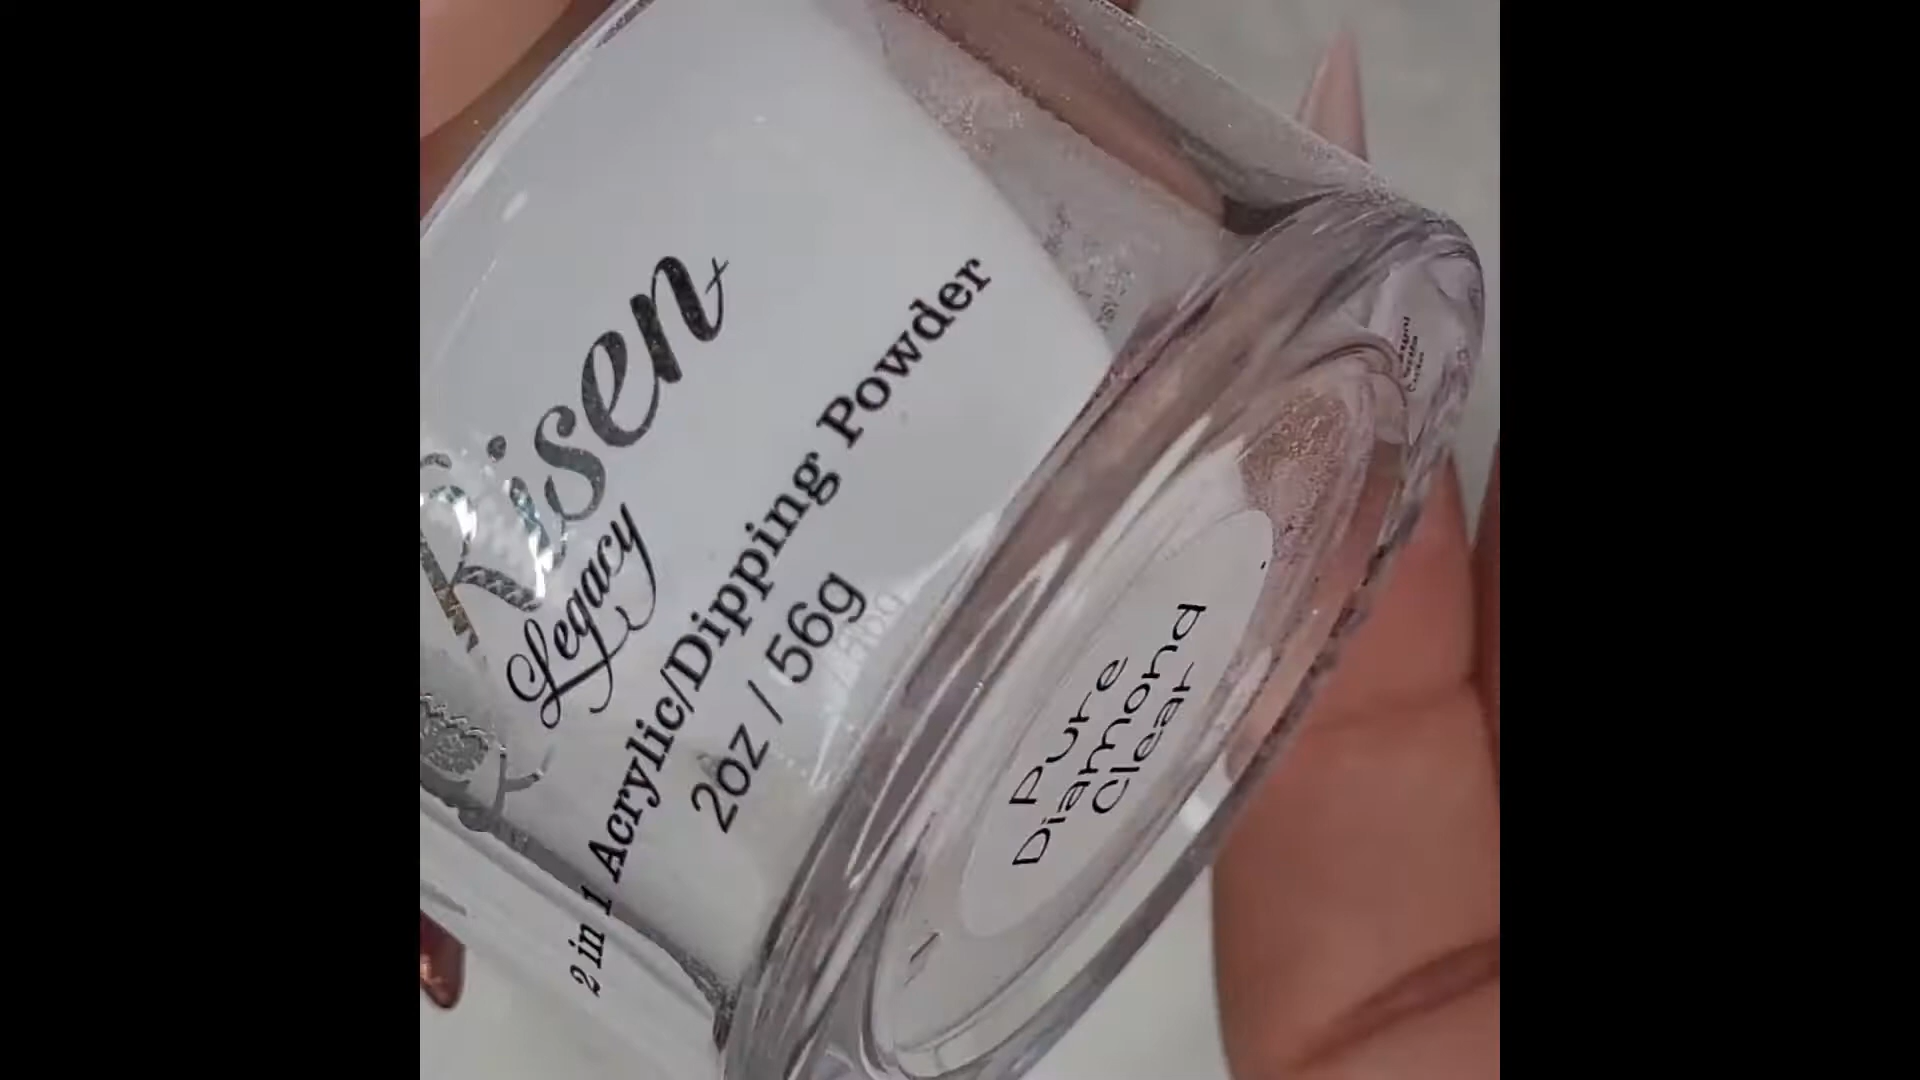 Risen
Legacy
2 in 1 Acrylic/Dipping Powder
2oz / 56g
Pure
Diamond
Clear